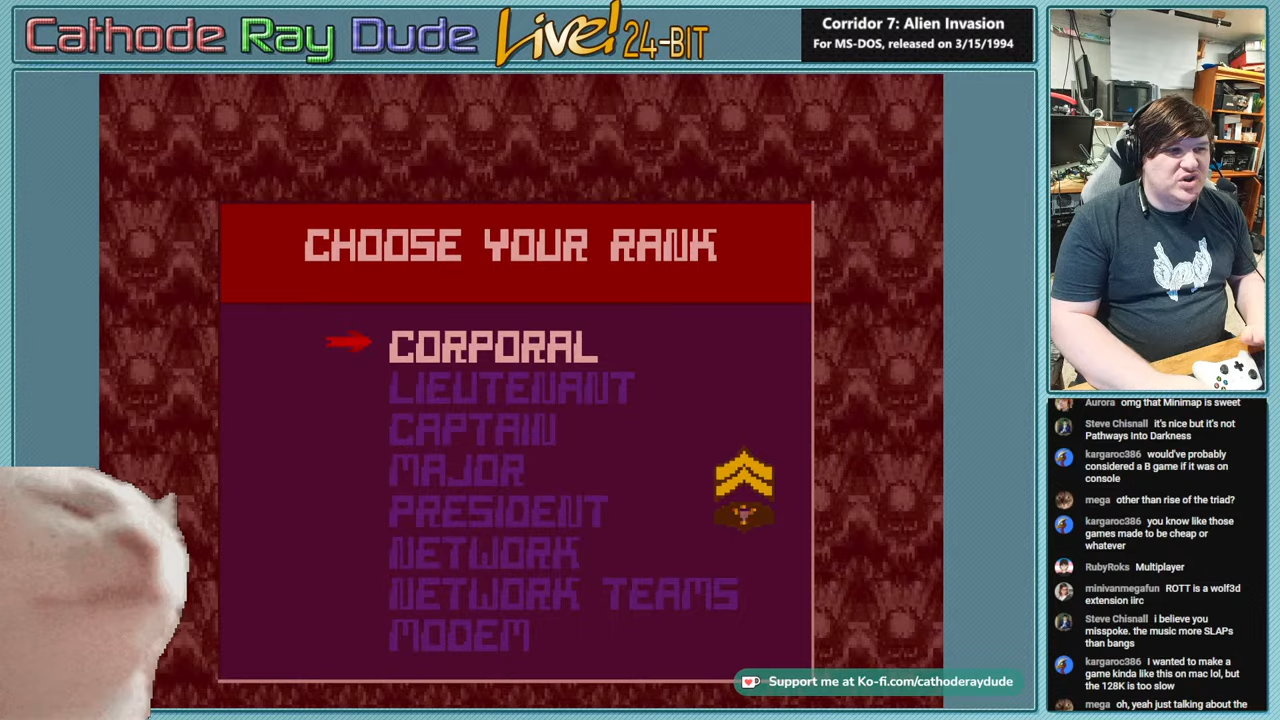 Cathode Ray Dude Live! 24-BIT
Corridor 7: Alien Invasion
For MS-DOS, released on 3/15/1994
CHOOSE YOUR RANK
CORPORAL
LIEUTENANT
CAPTAIN
MAJOR
PRESIDENT
NETWORK
NETWORK TEAMS
MODEM
Support me at Ko-fi.com/cathoderaydude
Aurora omg that Minimap is sweet
Steve Chisnall it's nice but it's not
Pathways Into Darkness
kargaroc386 would've probably
considered a B game if it was on
console
mega other than rise of the triad?
kargaroc386 you know like those
games made to be cheap or
whatever
RubyRoks Multiplayer
minivanmegafun ROTT is a wolf3d
extension iirc
Steve Chisnall i believe you
misspoke. the music more SLAPs
than bangs
kargaroc386 I wanted to make a
game kinda like this on mac lol, but
the 128K is too slow
mega oh, yeah just talking about the